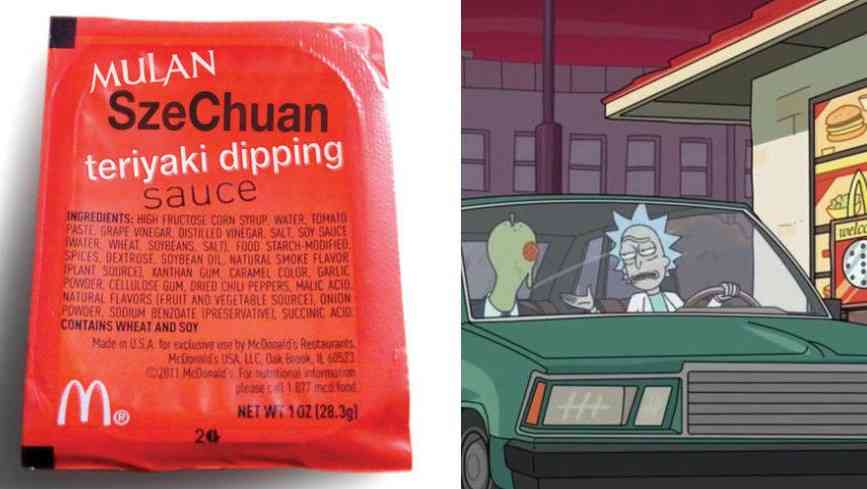 MULAN
SzeChuan
teriyaki dipping
sauce
INGREDIENTS: HIGH FRUCTOSE CORN SYRUP, WATER, TOMATO
PASTE, GRAPE VINEGAR, DISTILLED VINEGAR, SALT, SOY SAUCE
(WATER, WHEAT, SOYBEANS, SALT), FOOD STARCH-MODIFIED,
SPICES, DEXTROSE, SOYBEAN OIL, NATURAL SMOKE FLAVOR
(PLANT SOURCE), XANTHAN GUM, CARAMEL COLOR, GARLIC
POWDER, CELLULOSE GUM, DRIED CHILI PEPPERS, MALIC ACID,
NATURAL FLAVORS (FRUIT AND VEGETABLE SOURCE), ONION
POWDER, SODIUM BENZOATE (PRESERVATIVE), SUCCINIC ACID.
CONTAINS WHEAT AND SOY
Made in U.S.A. for exclusive use by McDonald's Restaurants.
McDonald's USA, LLC, Oak Brook, IL 60523
©2011 McDonald's. For nutritional information
please call 1 877 mcd food.
M®
NET WT 1 OZ (28.3g)
welco